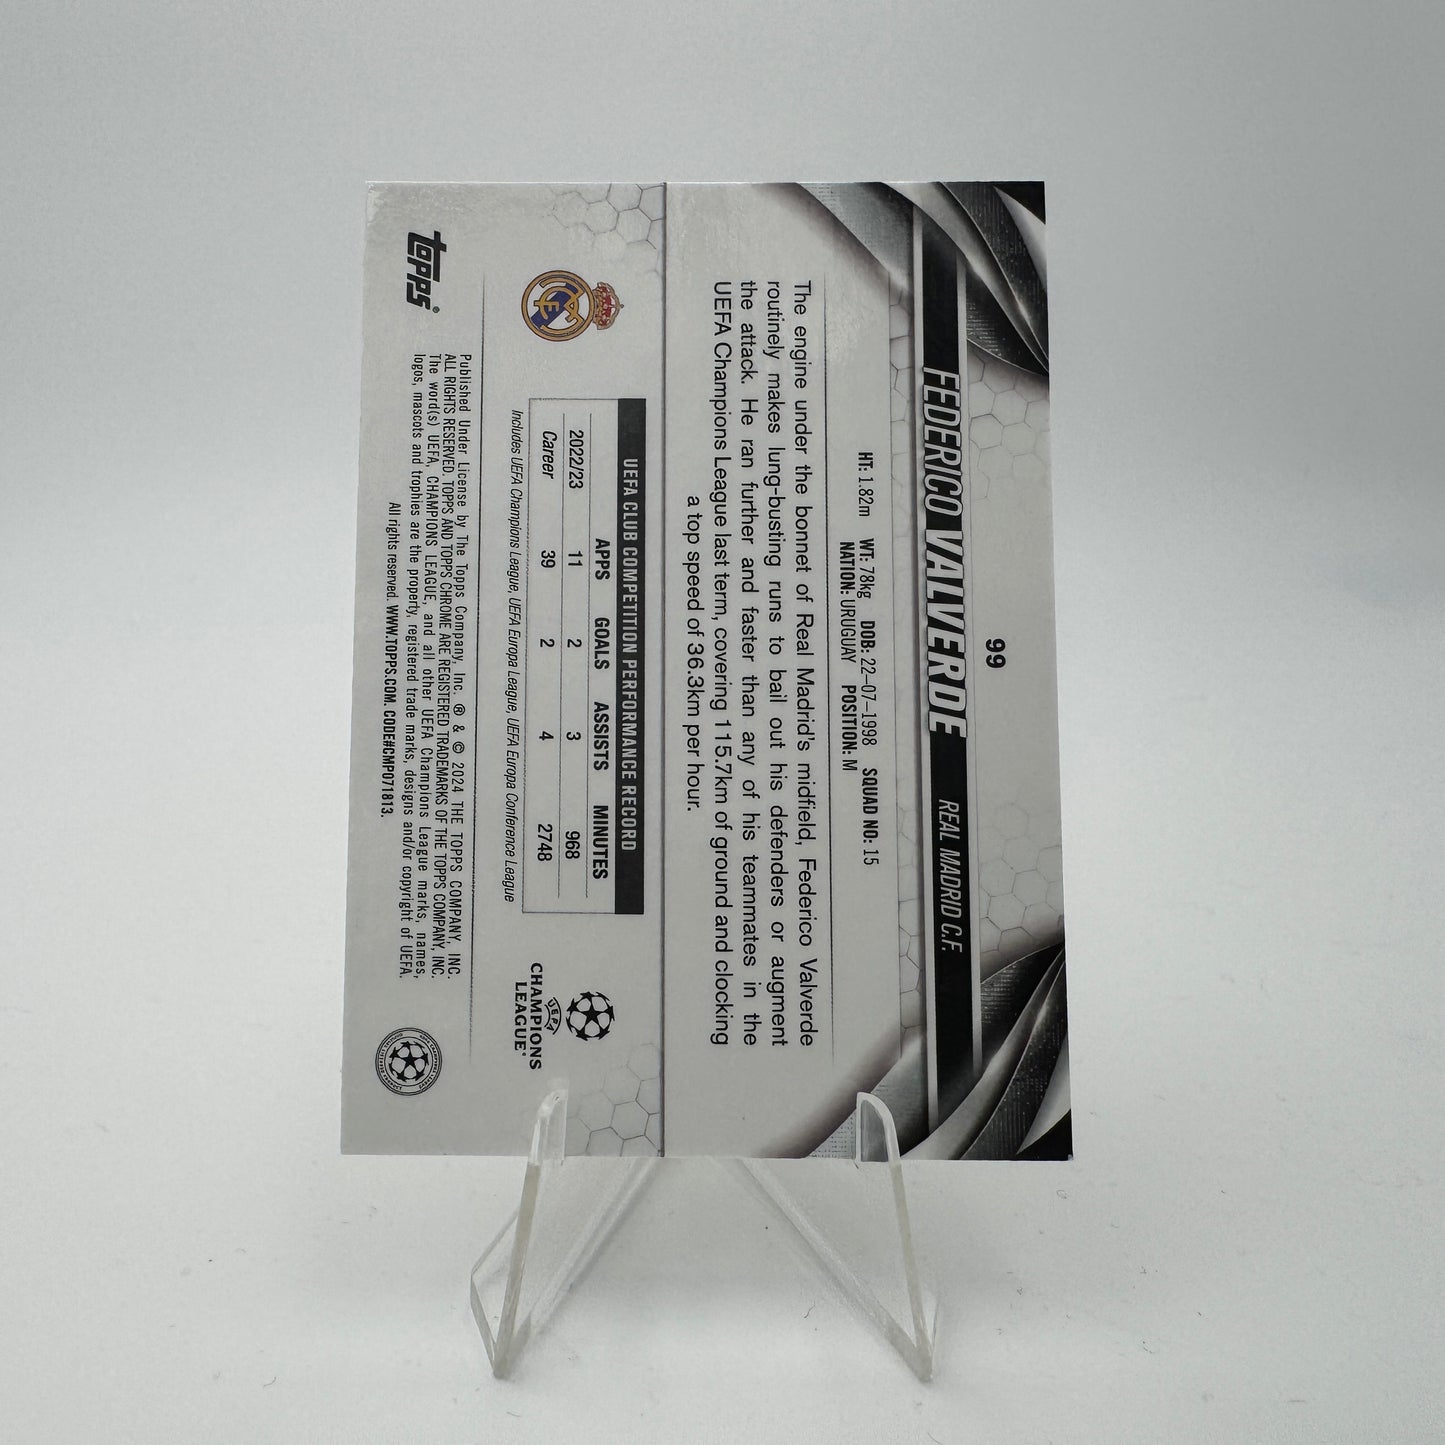 99
FEDERICO VALVERDE REAL MADRID C.F.
HT: 1.82m WT: 78kg DOB: 22–07–1998 SQUAD NO: 15
NATION: URUGUAY POSITION: M
The engine under the bonnet of Real Madrid's midfield, Federico Valverde
routinely makes lung-busting runs to bail out his defenders or augment
the attack. He ran further and faster than any of his teammates in the
UEFA Champions League last term, covering 115.7km of ground and clocking
a top speed of 36.3km per hour.
UEFA CLUB COMPETITION PERFORMANCE RECORD
APPS GOALS ASSISTS MINUTES
2022/23 11 2 3 968
Career 39 2 4 2748
Includes UEFA Champions League, UEFA Europa League, UEFA Europa Conference League
UEFA
CHAMPIONS
LEAGUE
topps®
Published Under License by The Topps Company, Inc. ® & © 2024 THE TOPPS COMPANY, INC.
ALL RIGHTS RESERVED. TOPPS AND TOPPS CHROME ARE REGISTERED TRADEMARKS OF THE TOPPS COMPANY, INC.
The word(s) UEFA, CHAMPIONS LEAGUE, and all other UEFA Champions League marks, names,
logos, mascots and trophies are the property, registered trade marks, designs and/or copyright of UEFA.
All rights reserved. WWW.TOPPS.COM. CODE#CMP071813.